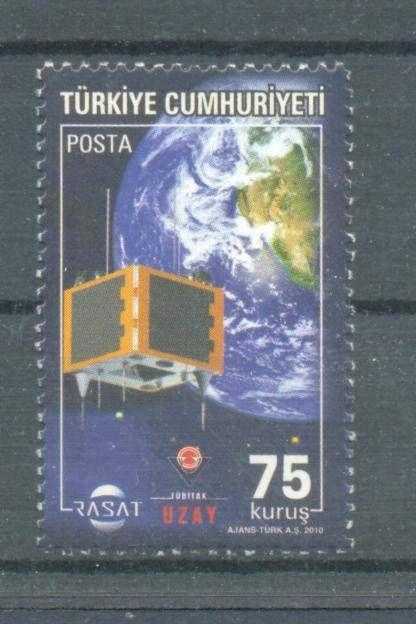 TÜRKİYE CUMHURİYETİ
POSTA
RASAT
TÜBİTAK
UZAY
75
kuruş
AJANS-TÜRK A.Ş. 2010